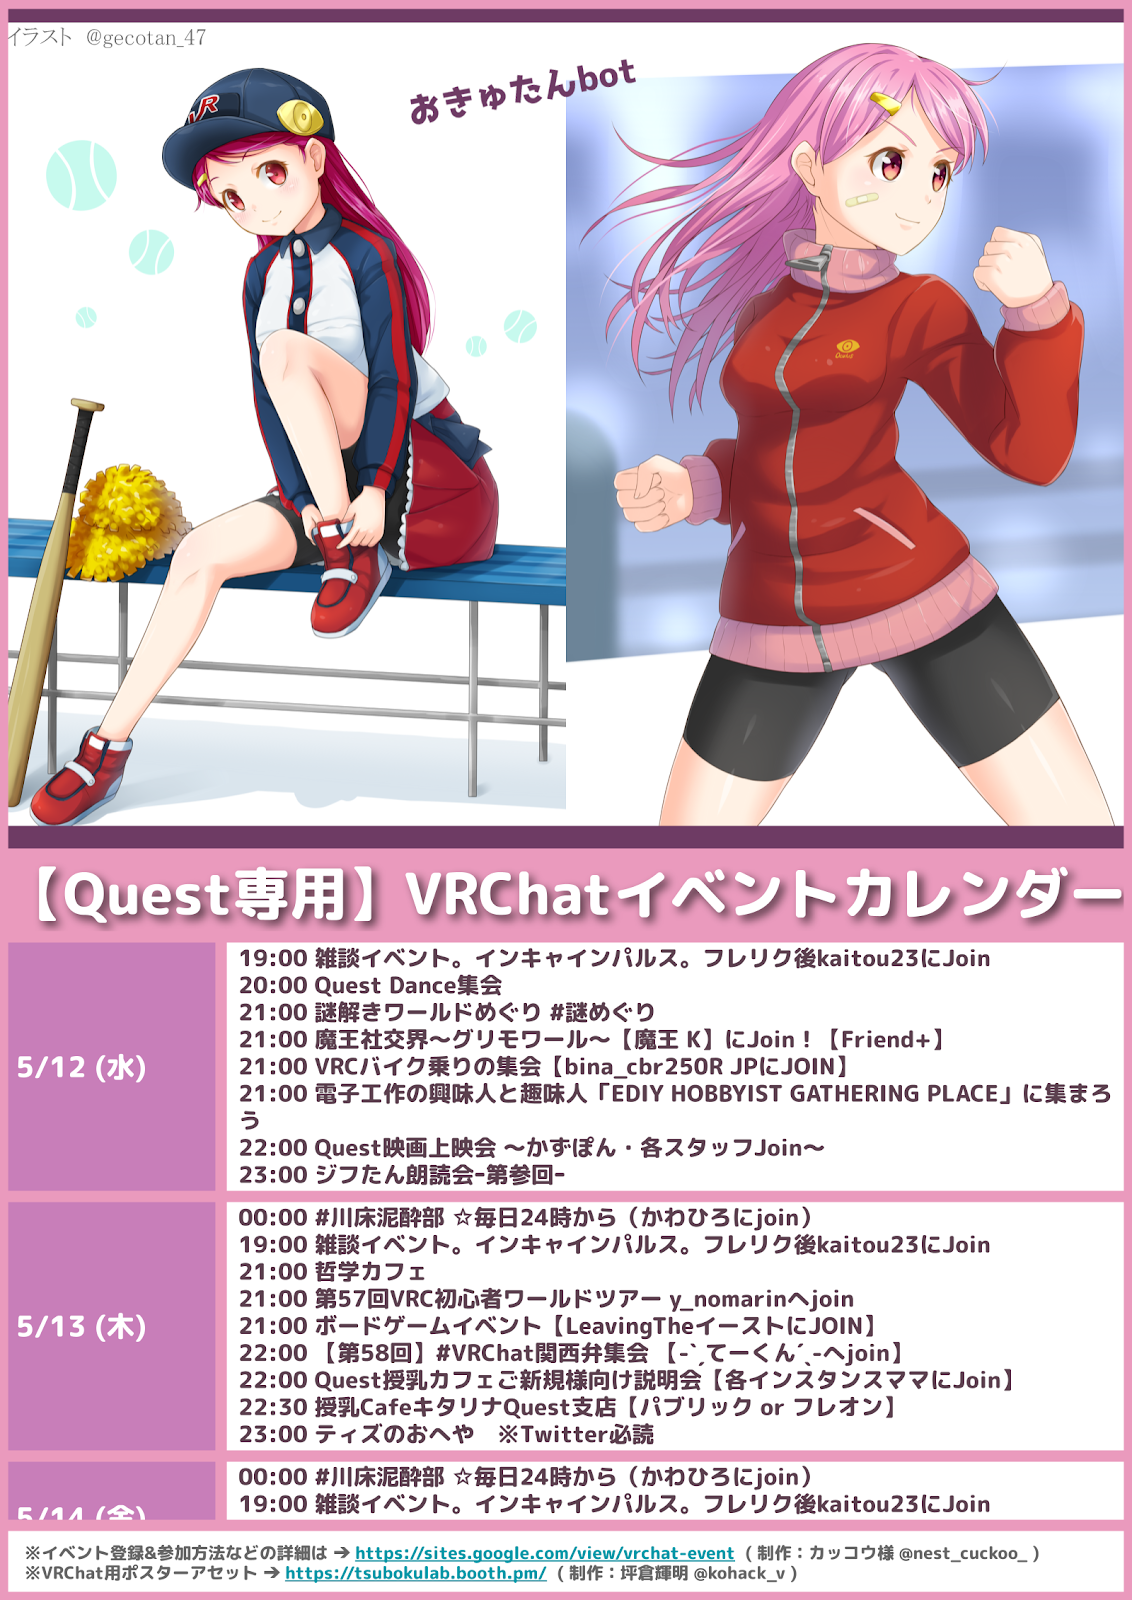 イラスト @gecotan_47
おきゅたんbot
VR
Quest
【Quest専用】VRChatイベントカレンダー
5/12 (水)
19:00 雑談イベント。インキャインパルス。フレリク後kaitou23にJoin
20:00 Quest Dance集会
21:00 謎解きワールドめぐり #謎めぐり
21:00 魔王社交界～グリモワール～【魔王 K】にJoin！【Friend+】
21:00 VRCバイク乗りの集会【bina_cbr250R JPにJOIN】
21:00 電子工作の興味人と趣味人「EDIY HOBBYIST GATHERING PLACE」に集まろ
う
22:00 Quest映画上映会 ～かずぽん・各スタッフJoin～
23:00 ジフたん朗読会-第参回-
5/13 (木)
00:00 #川床泥酔部 ☆毎日24時から（かわひろにjoin）
19:00 雑談イベント。インキャインパルス。フレリク後kaitou23にJoin
21:00 哲学カフェ
21:00 第57回VRC初心者ワールドツアー y_nomarinへjoin
21:00 ボードゲームイベント【LeavingTheイーストにJOIN】
22:00 【第58回】#VRChat関西弁集会 【-`ˏてーくん´ˎ-へjoin】
22:00 Quest授乳カフェご新規様向け説明会【各インスタンスママにJoin】
22:30 授乳CafeキタリナQuest支店【パブリック or フレオン】
23:00 ティズのおへや　※Twitter必読
5/14 (金)
00:00 #川床泥酔部 ☆毎日24時から（かわひろにjoin）
19:00 雑談イベント。インキャインパルス。フレリク後kaitou23にJoin
※イベント登録&参加方法などの詳細は ➔ https://sites.google.com/view/vrchat-event ( 制作：カッコウ様 @nest_cuckoo_ )
※VRChat用ポスターアセット ➔ https://tsubokulab.booth.pm/ ( 制作：坪倉輝明 @kohack_v )